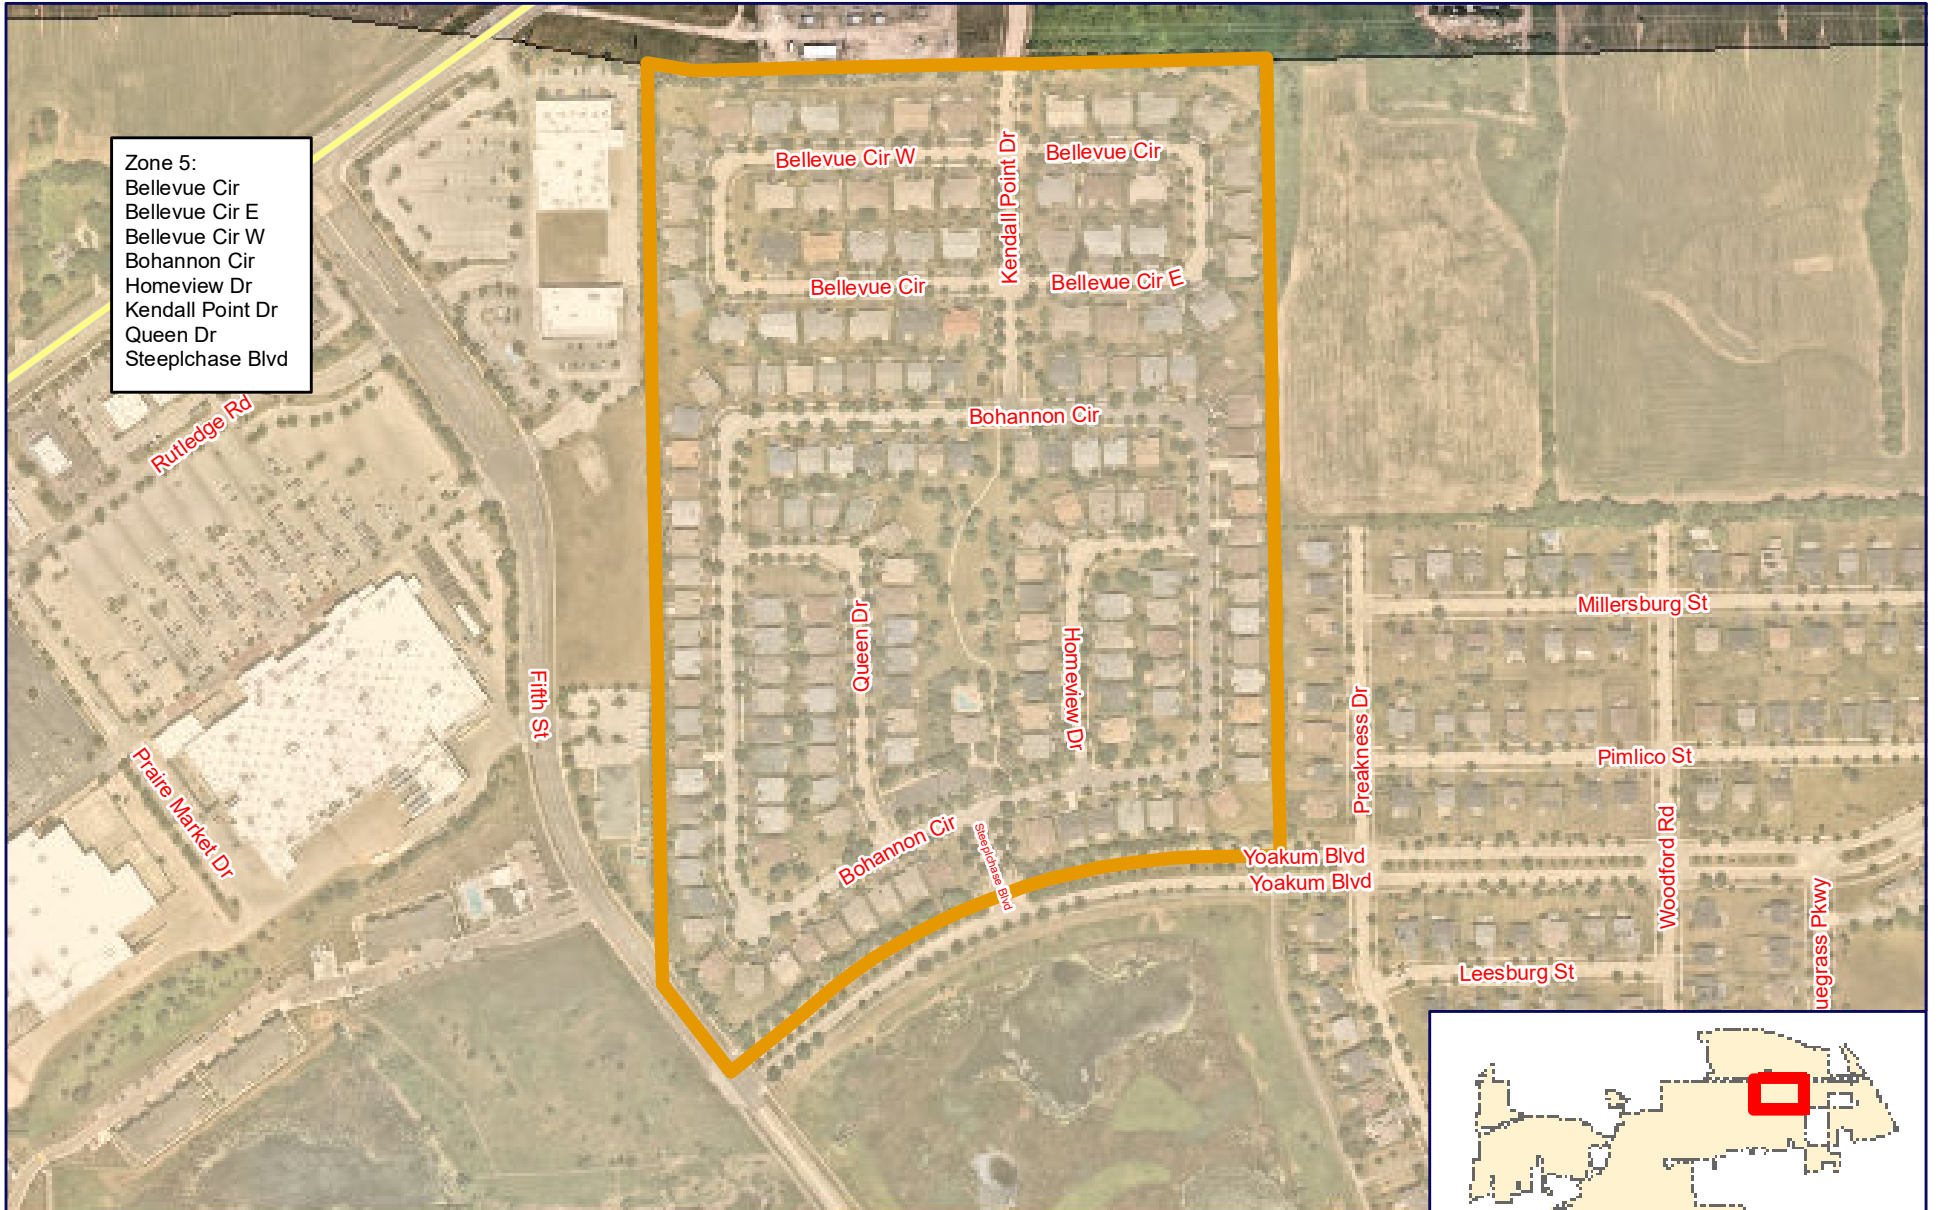 Zone 5:
Bellevue Cir
Bellevue Cir E
Bellevue Cir W
Bohannon Cir
Homeview Dr
Kendall Point Dr
Queen Dr
Steeplchase Blvd
Bellevue Cir W
Kendall Point Dr
Bellevue Cir
Bellevue Cir
Bellevue Cir E
Rutledge Rd
Bohannon Cir
Queen Dr
Homeview Dr
Millersburg St
Fifth St
Preakness Dr
Pimlico St
Praire Market Dr
Bohannon Cir
Steeplchase Blvd
Yoakum Blvd
Yoakum Blvd
Woodford Rd
Leesburg St
uegrass Pkwy